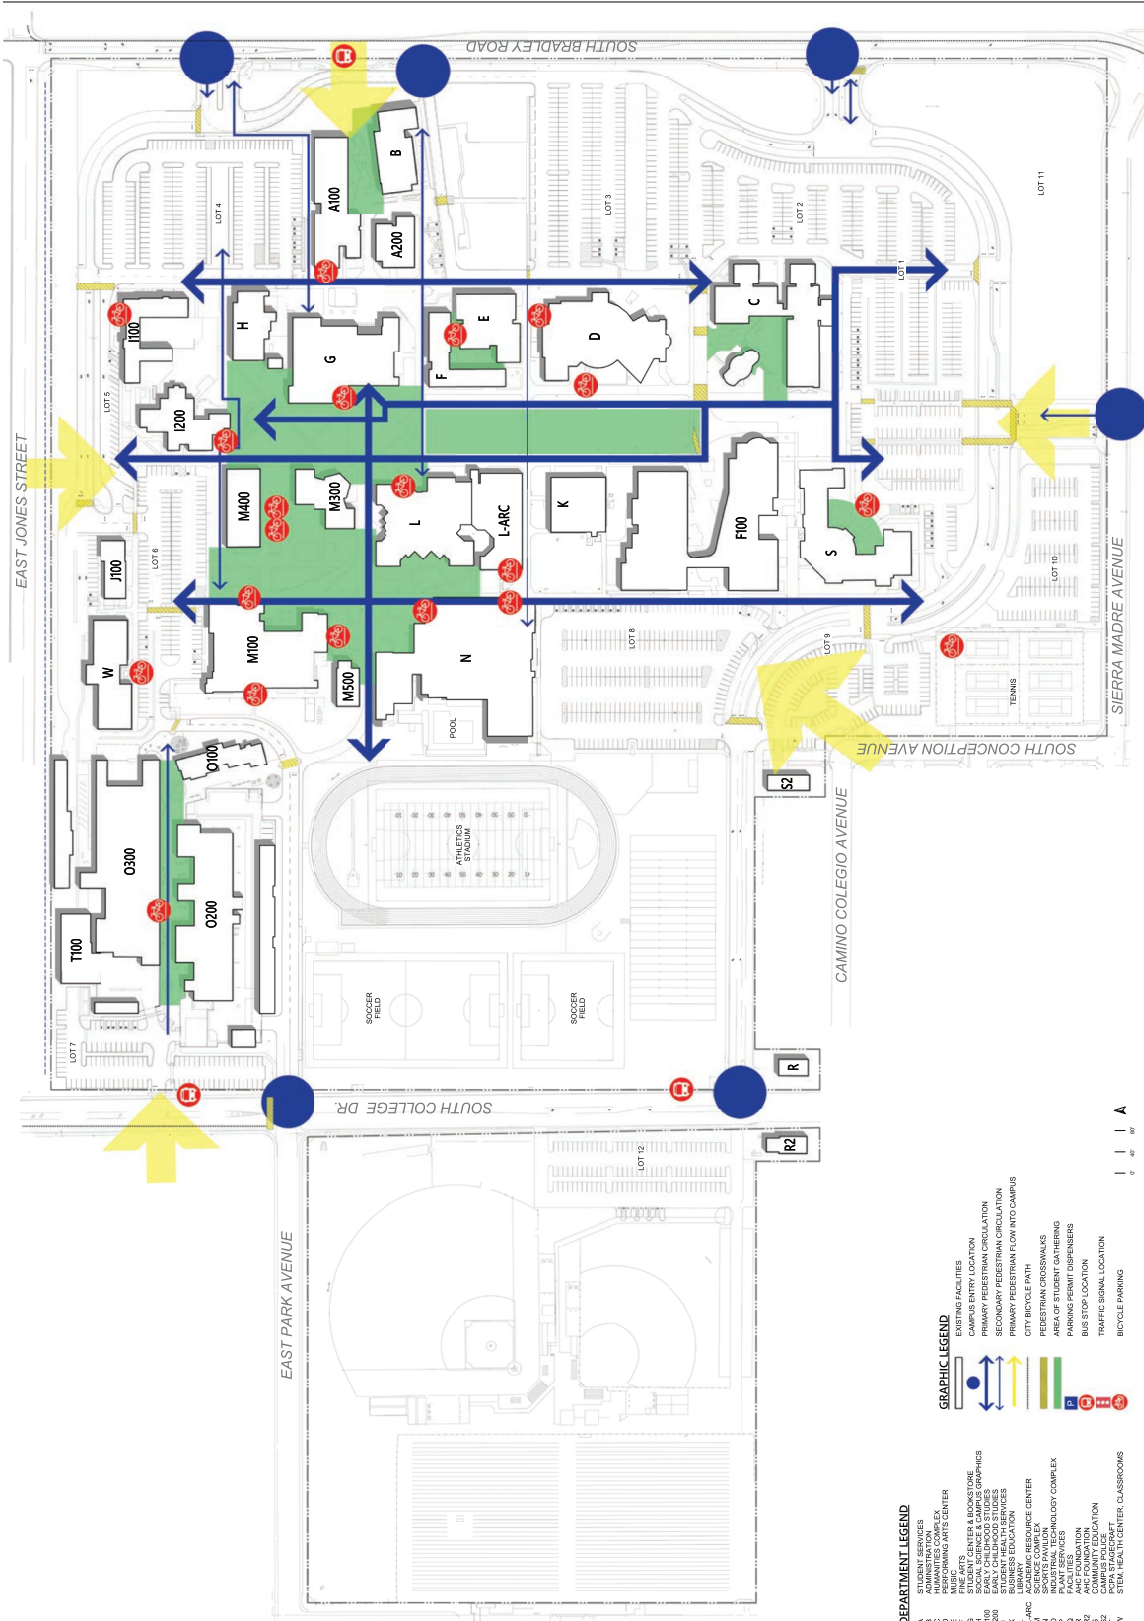 SOUTH BRADLEY ROAD
EAST JONES STREET
SIERRA MADRE AVENUE
SOUTH CONCEPTION AVENUE
CAMINO COLEGIO AVENUE
SOUTH COLLEGE DR.
EAST PARK AVENUE
LOT 4
LOT 3
LOT 2
LOT 11
LOT 1
LOT 5
LOT 6
LOT 8
LOT 9
LOT 10
LOT 7
LOT 12
A100
B
A200
I100
H
G
E
F
D
C
I200
M400
M300
L
L-ARC
K
F100
S
J100
W
M100
M500
N
POOL
TENNIS
O100
O300
O200
T100
S2
R
R2
ATHLETICS
STADIUM
SOCCER
FIELD
SOCCER
FIELD
GRAPHIC LEGEND
EXISTING FACILITIES
CAMPUS ENTRY LOCATION
PRIMARY PEDESTRIAN CIRCULATION
SECONDARY PEDESTRIAN CIRCULATION
PRIMARY PEDESTRIAN FLOW INTO CAMPUS
CITY BICYCLE PATH
PEDESTRIAN CROSSWALKS
AREA OF STUDENT GATHERING
P PARKING PERMIT DISPENSERS
BUS STOP LOCATION
TRAFFIC SIGNAL LOCATION
BICYCLE PARKING
0' 40' 80'
DEPARTMENT LEGEND
STUDENT SERVICES
ADMINISTRATION
HUMANITIES COMPLEX
PERFORMING ARTS CENTER
MUSIC
FINE ARTS
STUDENT CENTER & BOOKSTORE
SOCIAL SCIENCE & CAMPUS GRAPHICS
EARLY CHILDHOOD STUDIES
EARLY CHILDHOOD STUDIES
STUDENT HEALTH SERVICES
BUSINESS EDUCATION
LIBRARY
ACADEMIC RESOURCE CENTER
SCIENCE COMPLEX
SPORTS PAVILION
INDUSTRIAL TECHNOLOGY COMPLEX
PLANT SERVICES
FACILITIES
AHC FOUNDATION
AHC FOUNDATION
COMMUNITY EDUCATION
CAMPUS POLICE
PCPA STAGECRAFT
STEM, HEALTH CENTER, CLASSROOMS